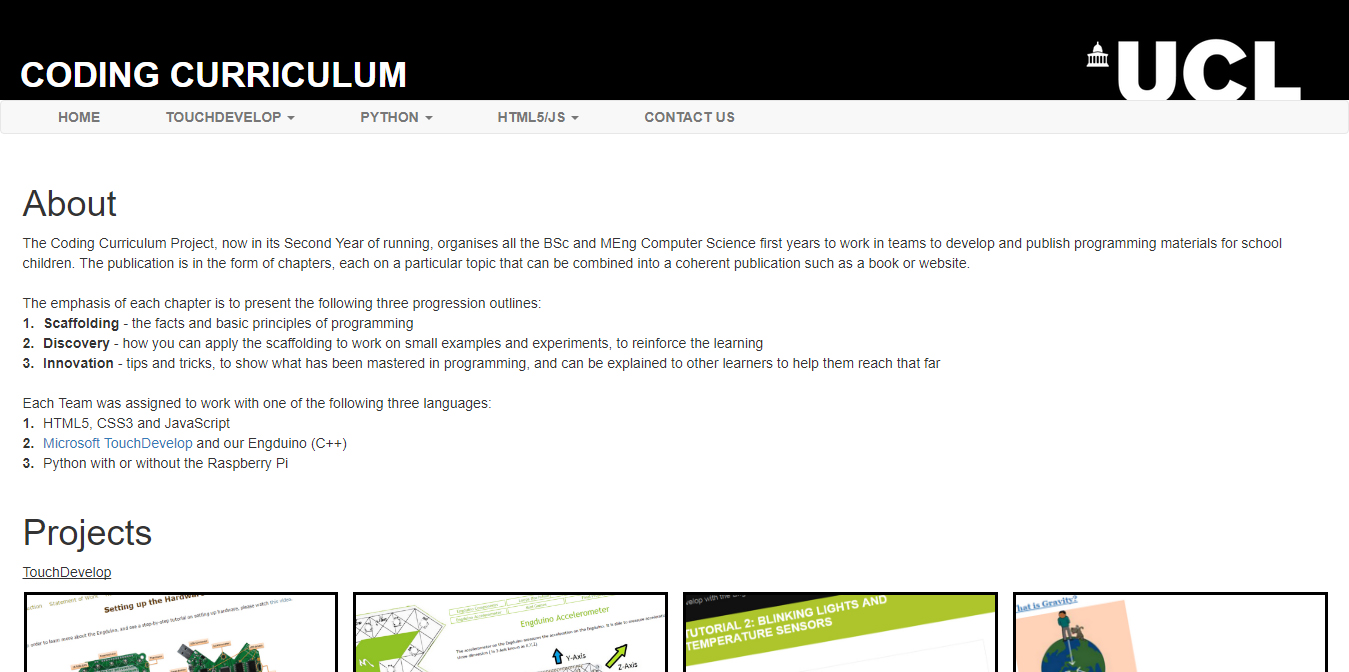 CODING CURRICULUM
UCL
HOME
TOUCHDEVELOP
PYTHON
HTML5/JS
CONTACT US
About
The Coding Curriculum Project, now in its Second Year of running, organises all the BSc and MEng Computer Science first years to work in teams to develop and publish programming materials for school
children. The publication is in the form of chapters, each on a particular topic that can be combined into a coherent publication such as a book or website.
The emphasis of each chapter is to present the following three progression outlines:
1. Scaffolding - the facts and basic principles of programming
2. Discovery - how you can apply the scaffolding to work on small examples and experiments, to reinforce the learning
3. Innovation - tips and tricks, to show what has been mastered in programming, and can be explained to other learners to help them reach that far
Each Team was assigned to work with one of the following three languages:
1. HTML5, CSS3 and JavaScript
2. Microsoft TouchDevelop and our Engduino (C++)
3. Python with or without the Raspberry Pi
Projects
TouchDevelop
Setting up the Hardware
Engduino Accelerometer
Y-Axis
Z-Axis
TUTORIAL 2: BLINKING LIGHTS AND
TEMPERATURE SENSORS
is Gravity?